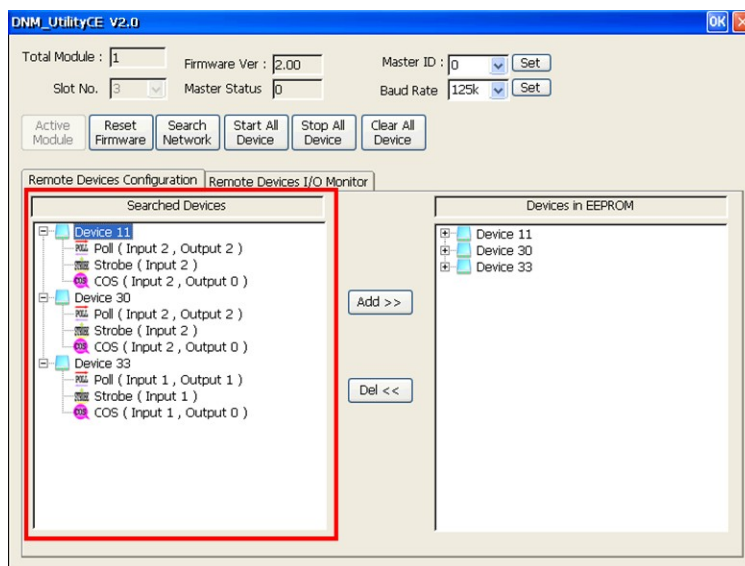 DNM_UtilityCE V2.0 OK
Total Module : 1 Firmware Ver : 2.00 Master ID : 0 Set
Slot No. 3 Master Status 0 Baud Rate 125k Set
Active Module Reset Firmware Search Network Start All Device Stop All Device Clear All Device
Remote Devices Configuration Remote Devices I/O Monitor
Searched Devices
Device 11
Poll ( Input 2 , Output 2 )
Strobe ( Input 2 )
COS ( Input 2 , Output 0 )
Device 30
Poll ( Input 2 , Output 2 )
Strobe ( Input 2 )
COS ( Input 2 , Output 0 )
Device 33
Poll ( Input 1 , Output 1 )
Strobe ( Input 1 )
COS ( Input 1 , Output 0 )
Add >>
Del <<
Devices in EEPROM
Device 11
Device 30
Device 33